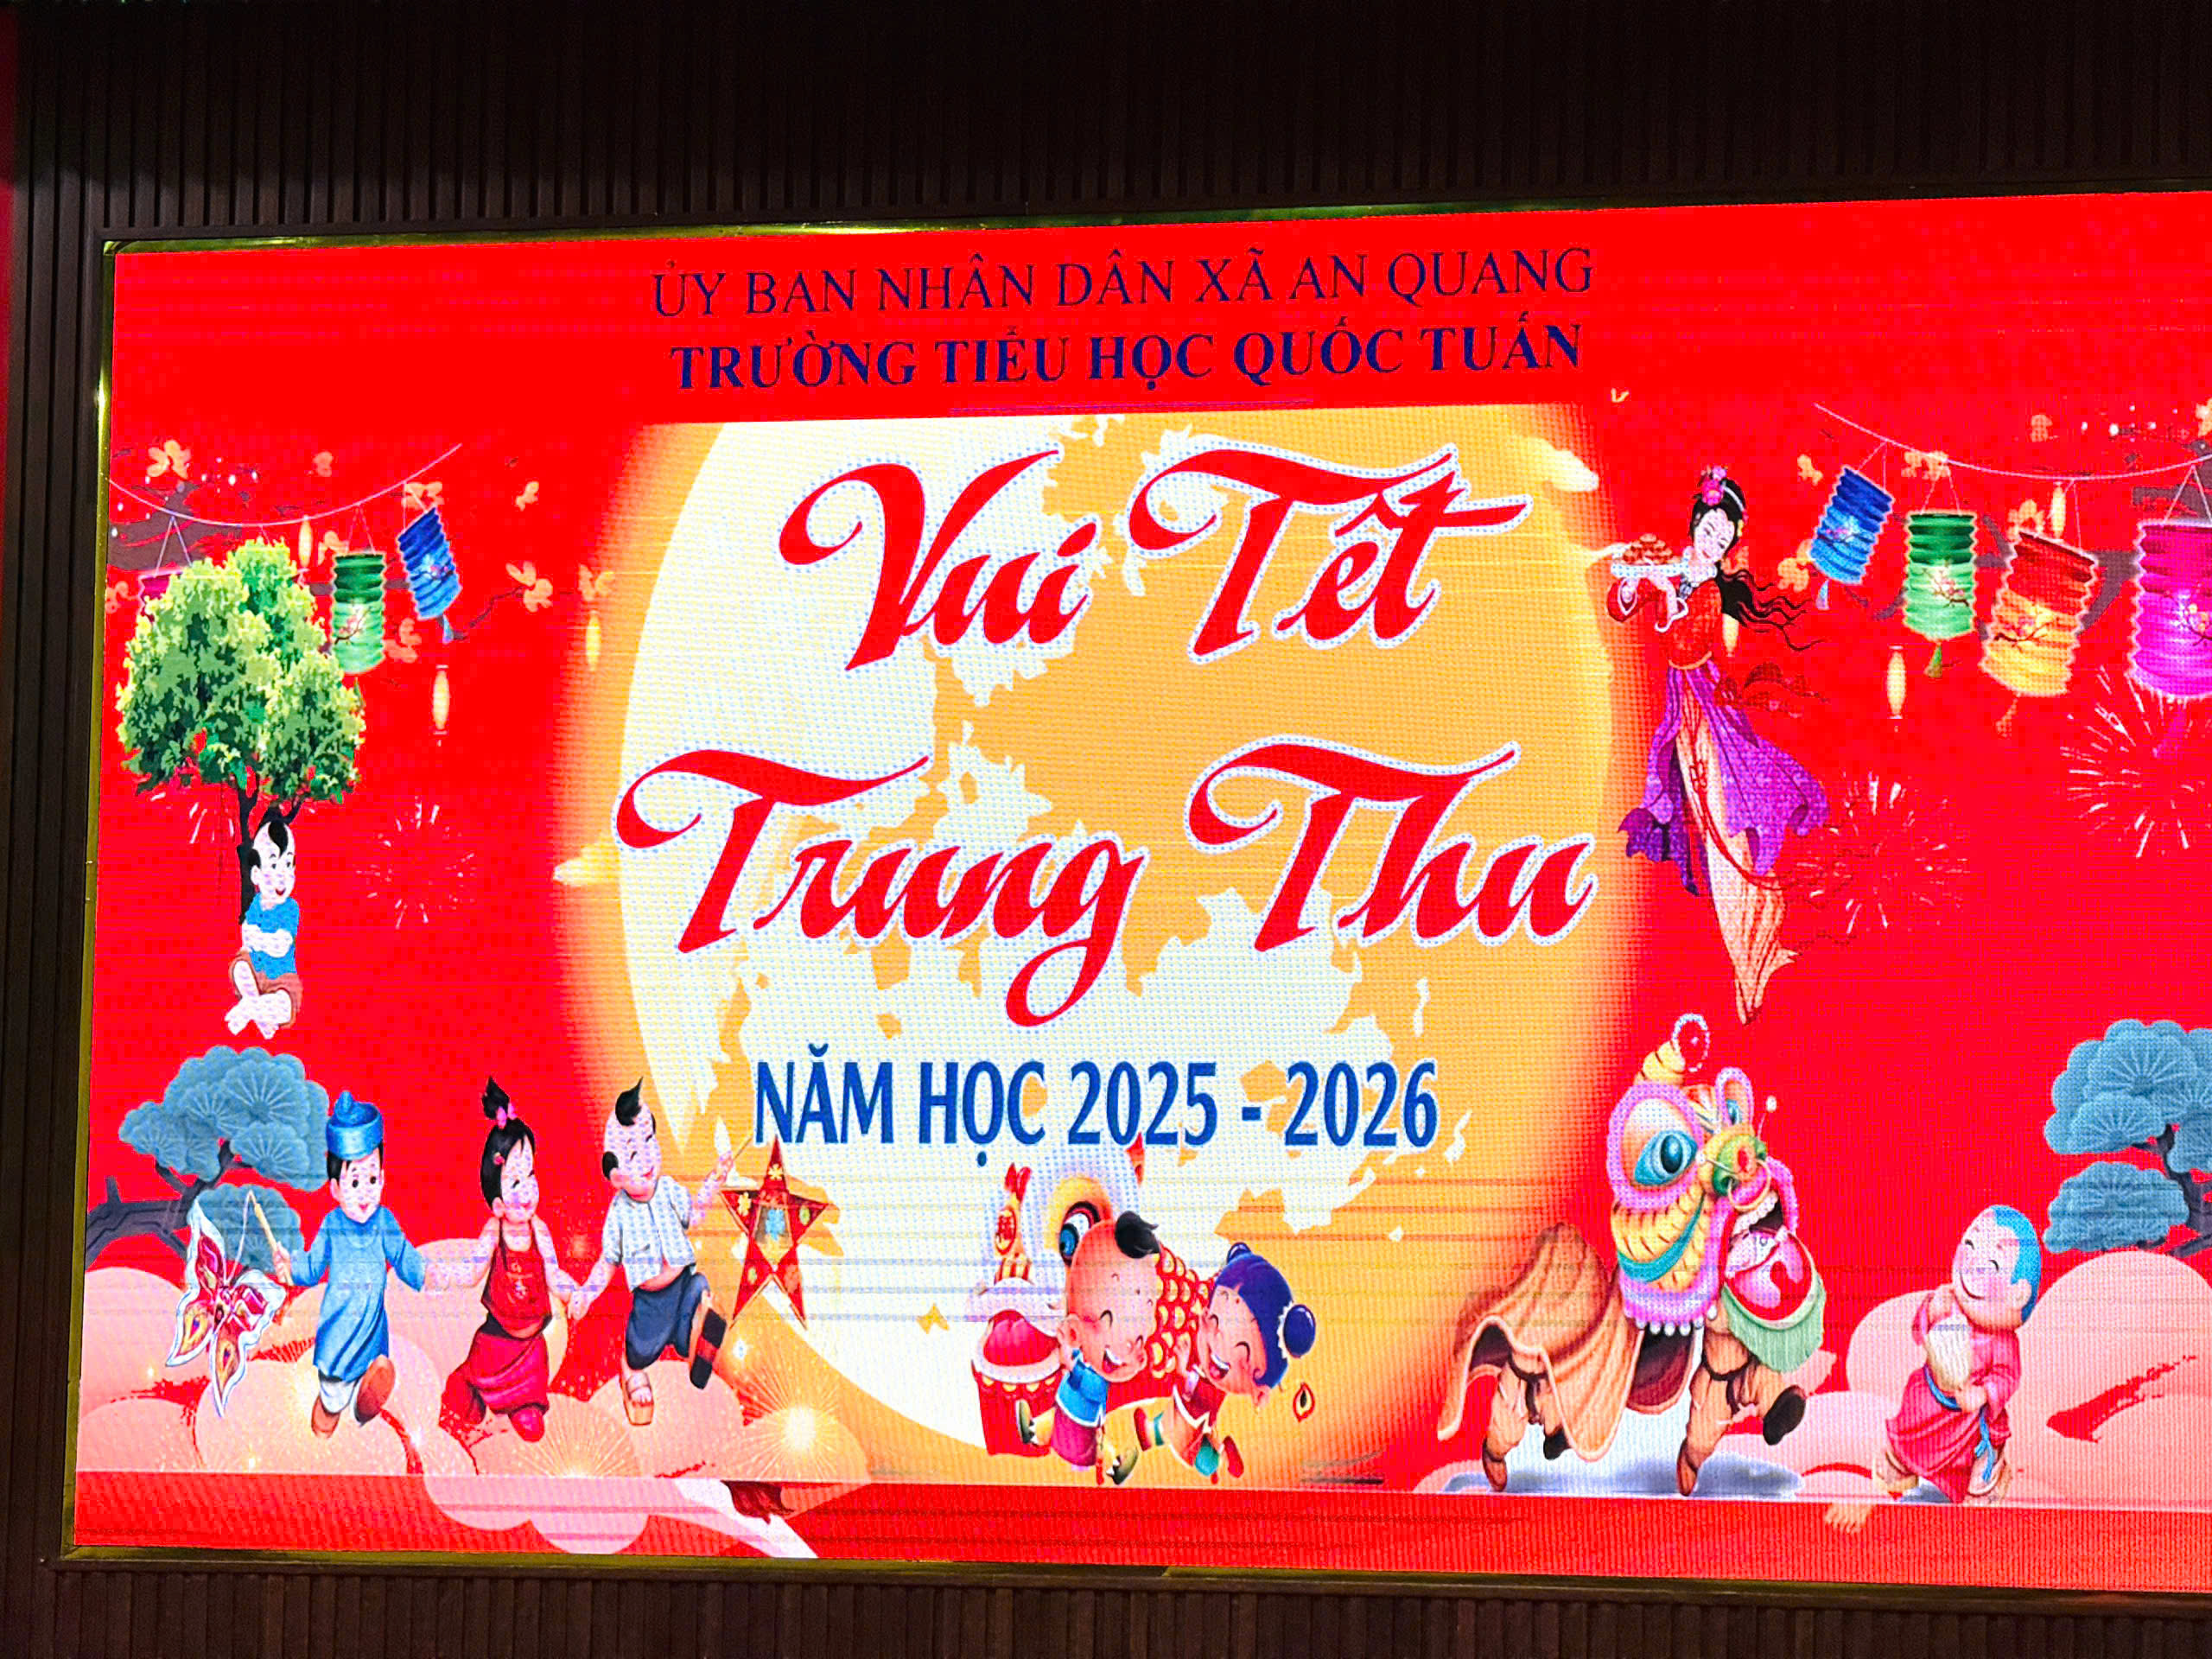 ỦY BAN NHÂN DÂN XÃ AN QUANG
TRƯỜNG TIỂU HỌC QUỐC TUẤN
Vui Tết
Trung Thu
NĂM HỌC 2025 - 2026